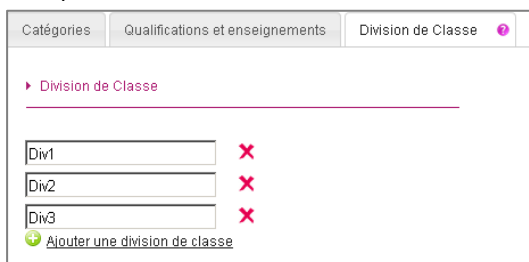 Catégories Qualifications et enseignements Division de Classe ?
Division de Classe
Div1
Div2
Div3
Ajouter une division de classe